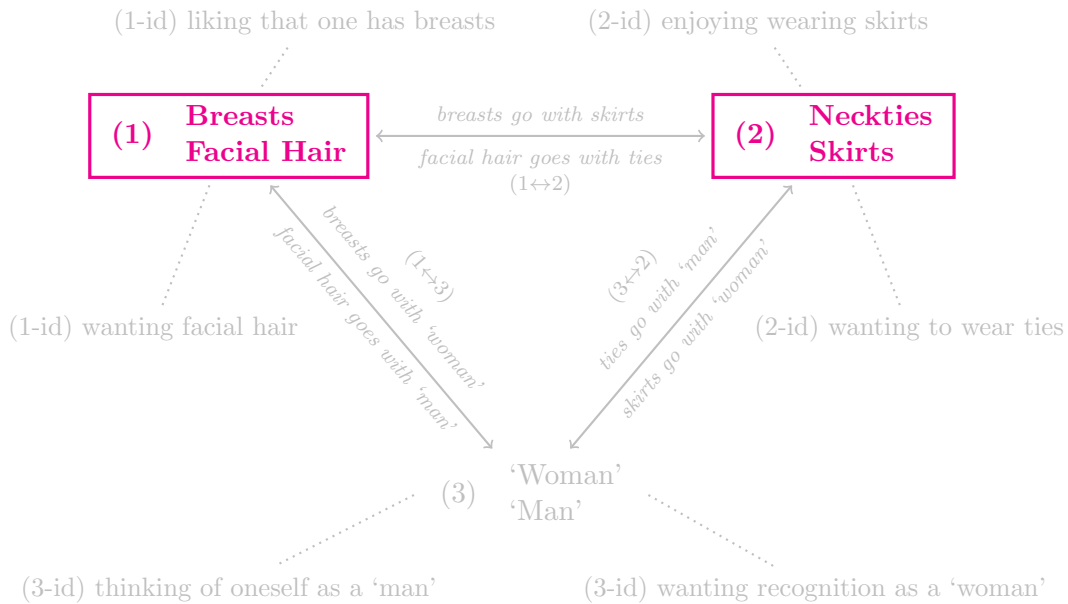 (1-id) liking that one has breasts
(2-id) enjoying wearing skirts
(1) Breasts
Facial Hair
breasts go with skirts
facial hair goes with ties
(1↔2)
(2) Neckties
Skirts
breasts go with ‘woman’
facial hair goes with ‘man’
(1↔3)
(3↔2)
ties go with ‘man’
skirts go with ‘woman’
(1-id) wanting facial hair
(2-id) wanting to wear ties
(3) ‘Woman’
‘Man’
(3-id) thinking of oneself as a ‘man’
(3-id) wanting recognition as a ‘woman’